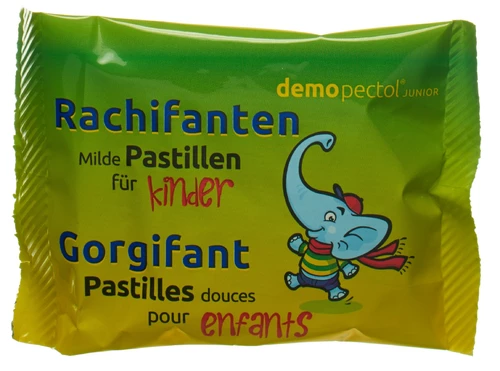 demopectol® JUNIOR
Rachifanten
Milde Pastillen
für Kinder
Gorgifant
Pastilles douces
pour enfants